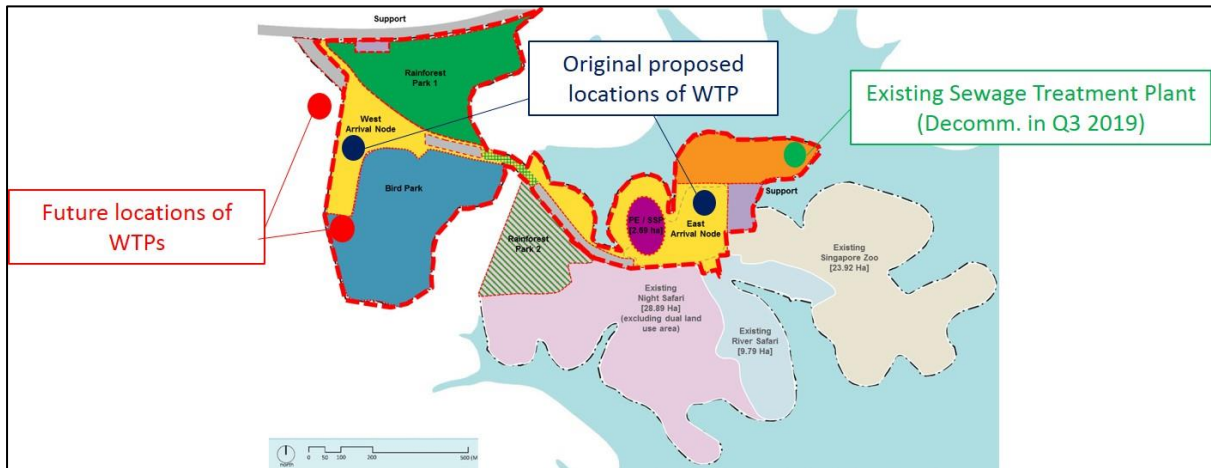 Support
Rainforest
Park 1
Original proposed
locations of WTP
Existing Sewage Treatment Plant
(Decomm. in Q3 2019)
West
Arrival Node
Bird Park
Support
Future locations of
WTPs
PE / SSP
[2.69 ha]
East
Arrival Node
Rainforest
Park 2
Existing
Singapore Zoo
[23.92 Ha]
Existing
Night Safari
[28.89 Ha]
(excluding dual land
use area)
Existing
River Safari
[9.79 Ha]
north
0 50 100 200 500 (M